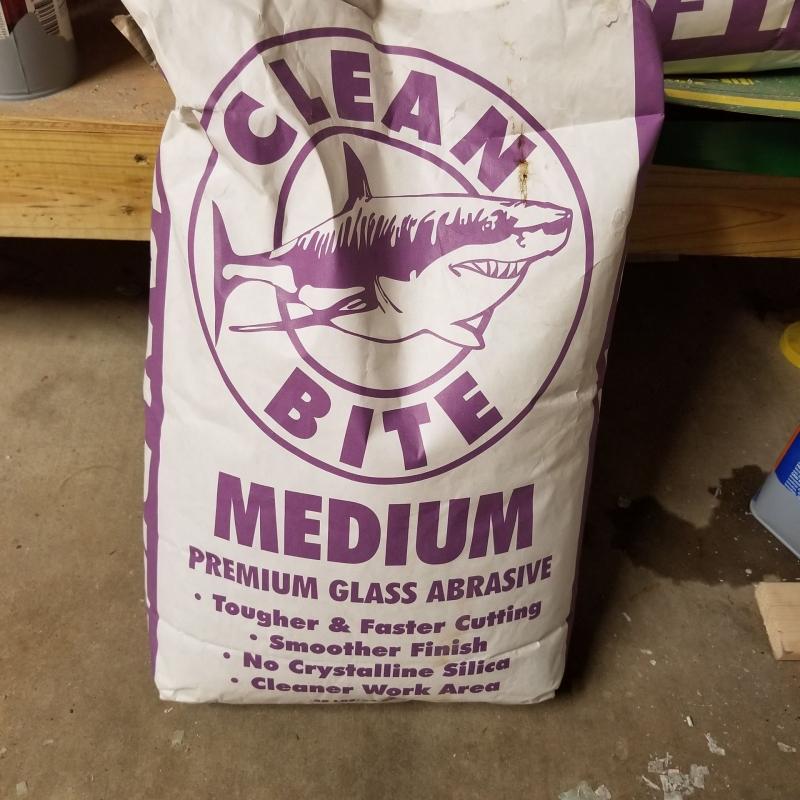 CLEAN
BITE
MEDIUM
PREMIUM GLASS ABRASIVE
• Tougher & Faster Cutting
• Smoother Finish
• No Crystalline Silica
• Cleaner Work Area